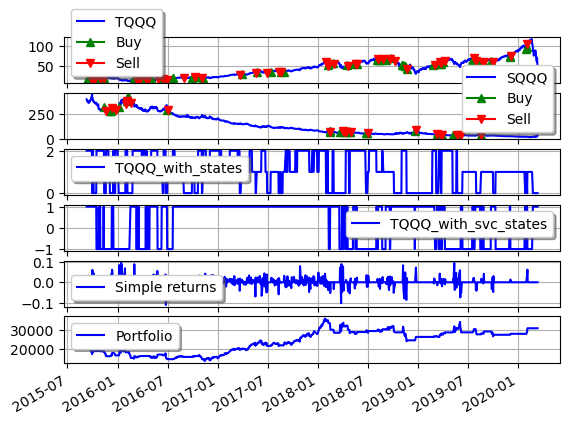 TQQQ
Buy
Sell
100
50
SQQQ
Buy
Sell
250
0
2
TQQQ_with_states
0
1
0
TQQQ_with_svc_states
−1
0.1
0.0
Simple returns
−0.1
30000
Portfolio
20000
2015-07
2016-01
2016-07
2017-01
2017-07
2018-01
2018-07
2019-01
2019-07
2020-01